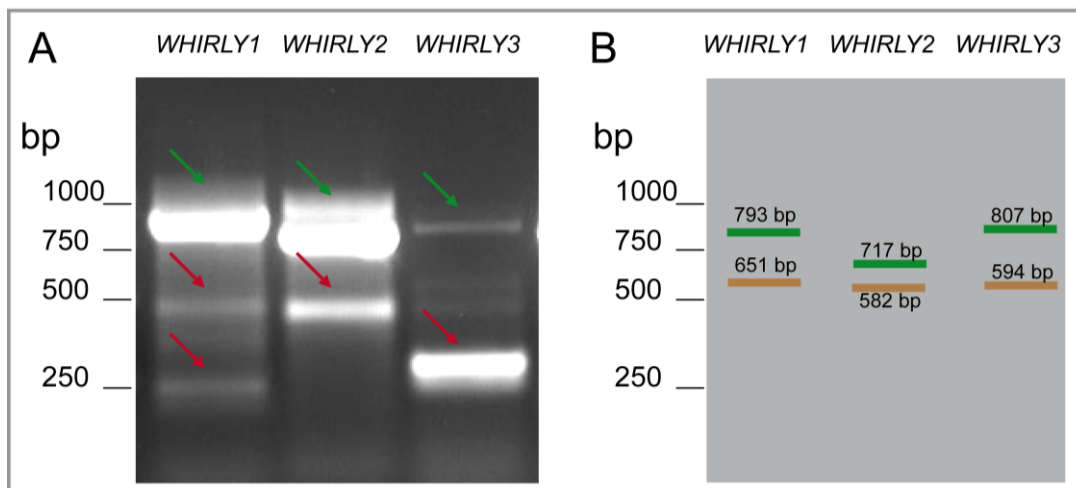 A
WHIRLY1 WHIRLY2 WHIRLY3
bp
1000
750
500
250
B
WHIRLY1 WHIRLY2 WHIRLY3
bp
1000
750
500
250
793 bp
807 bp
717 bp
651 bp
594 bp
582 bp